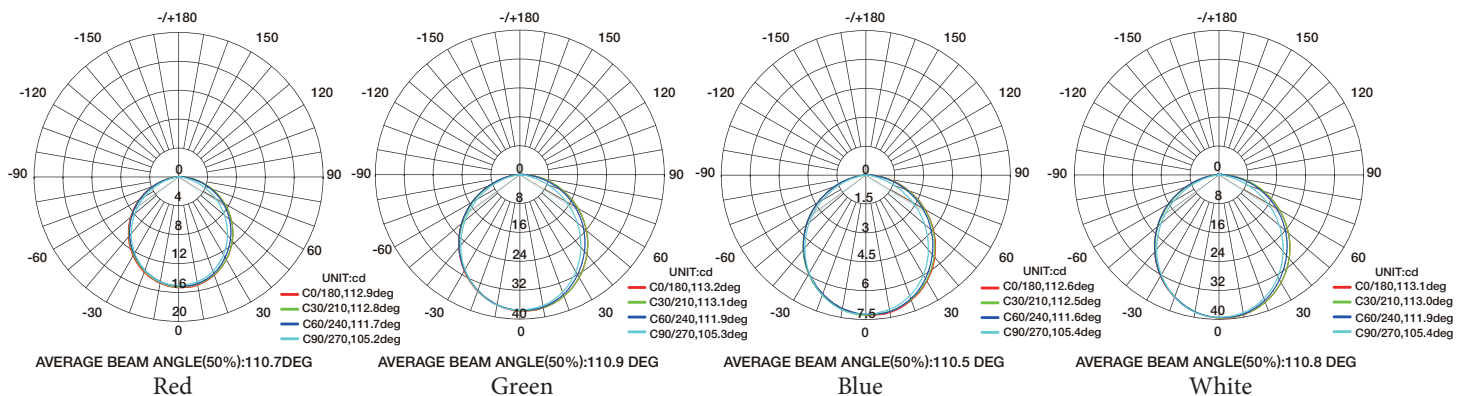 -/+180
-150
150
-120
120
-90
90
-60
60
-30
30
0
0
4
8
12
16
20
UNIT:cd
C0/180,112.9deg
C30/210,112.8deg
C60/240,111.7deg
C90/270,105.2deg
AVERAGE BEAM ANGLE(50%):110.7DEG
Red
-/+180
-150
150
-120
120
-90
90
-60
60
-30
30
0
0
8
16
24
32
40
UNIT:cd
C0/180,113.2deg
C30/210,113.1deg
C60/240,111.9deg
C90/270,105.3deg
AVERAGE BEAM ANGLE(50%):110.9 DEG
Green
-/+180
-150
150
-120
120
-90
90
-60
60
-30
30
0
0
1.5
3
4.5
6
7.5
UNIT:cd
C0/180,112.6deg
C30/210,112.5deg
C60/240,111.6deg
C90/270,105.4deg
AVERAGE BEAM ANGLE(50%):110.5 DEG
Blue
-/+180
-150
150
-120
120
-90
90
-60
60
-30
30
0
0
8
16
24
32
40
UNIT:cd
C0/180,113.1deg
C30/210,113.0deg
C60/240,111.9deg
C90/270,105.4deg
AVERAGE BEAM ANGLE(50%):110.8 DEG
White